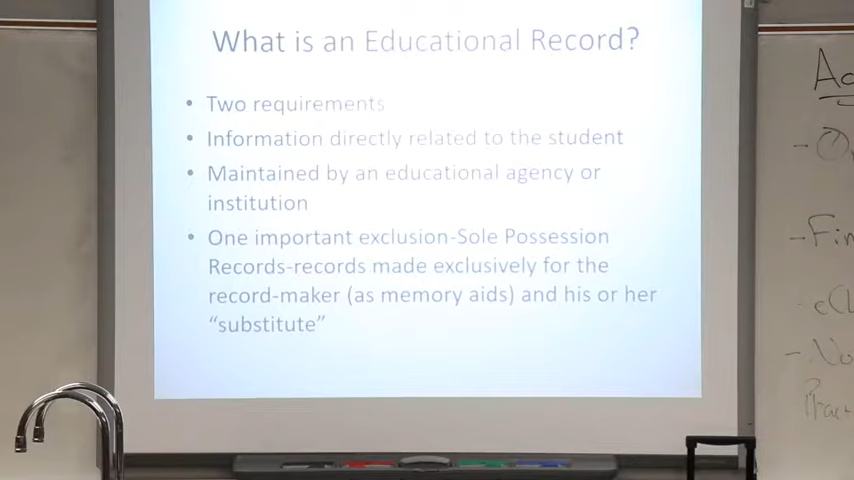 What is an Educational Record?
• Two requirements
• Information directly related to the student
• Maintained by an educational agency or
institution
• One important exclusion-Sole Possession
Records-records made exclusively for the
record-maker (as memory aids) and his or her
“substitute”